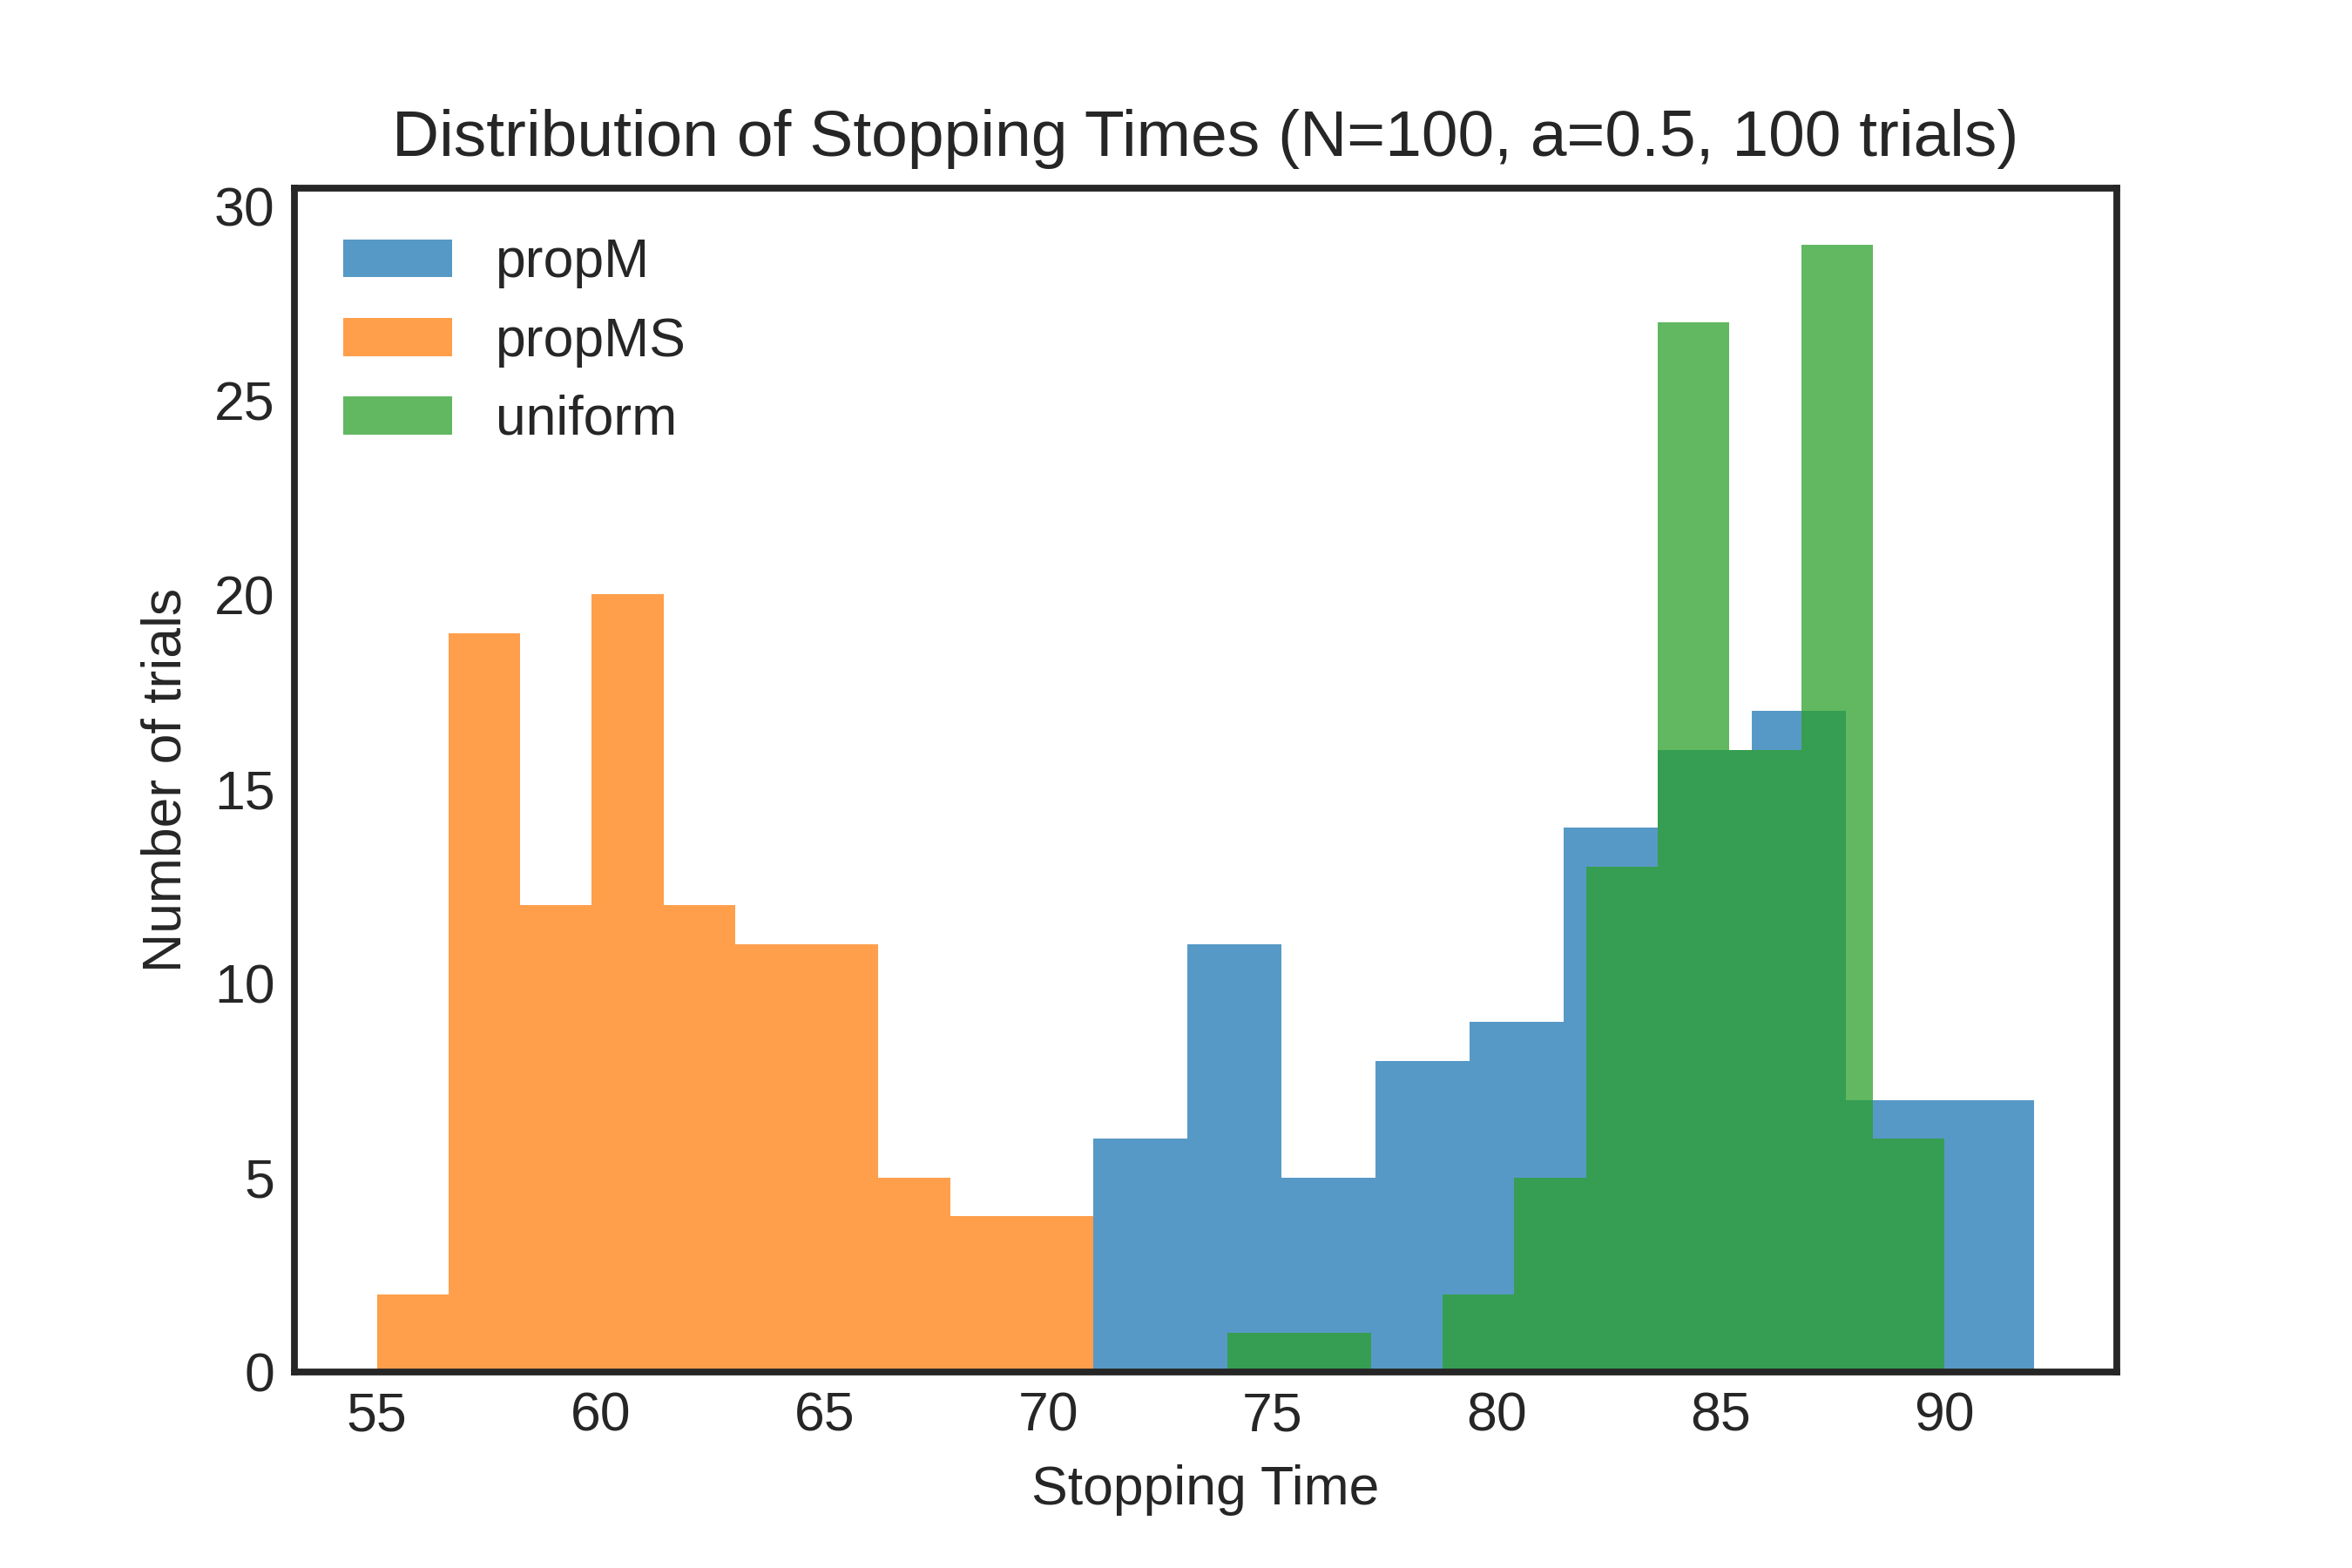 Distribution of Stopping Times (N=100, a=0.5, 100 trials)
30
25
20
15
10
5
0
Number of trials
propM
propMS
uniform
55 60 65 70 75 80 85 90
Stopping Time